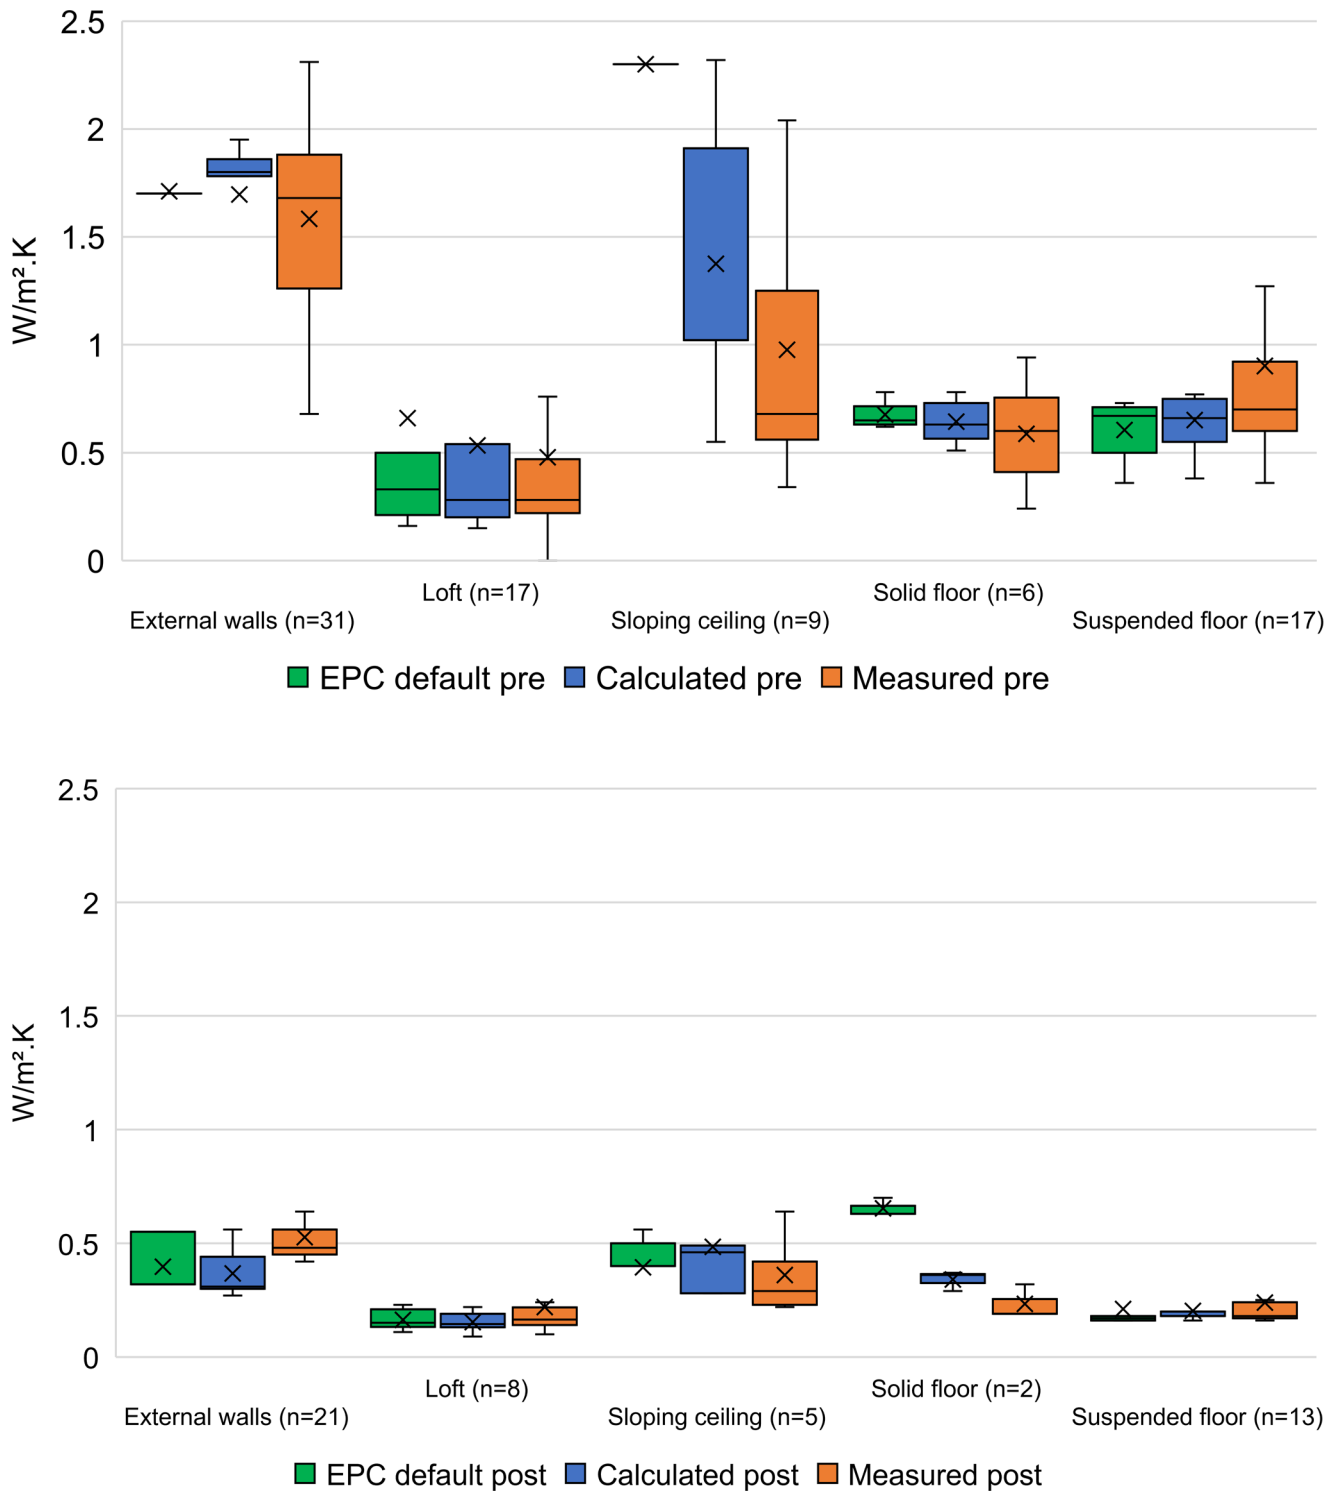 2.5
2
1.5
1
0.5
0
W/m².K
Loft (n=17)
Solid floor (n=6)
External walls (n=31)
Sloping ceiling (n=9)
Suspended floor (n=17)
EPC default pre
Calculated pre
Measured pre
2.5
2
1.5
1
0.5
0
W/m².K
Loft (n=8)
Solid floor (n=2)
External walls (n=21)
Sloping ceiling (n=5)
Suspended floor (n=13)
EPC default post
Calculated post
Measured post